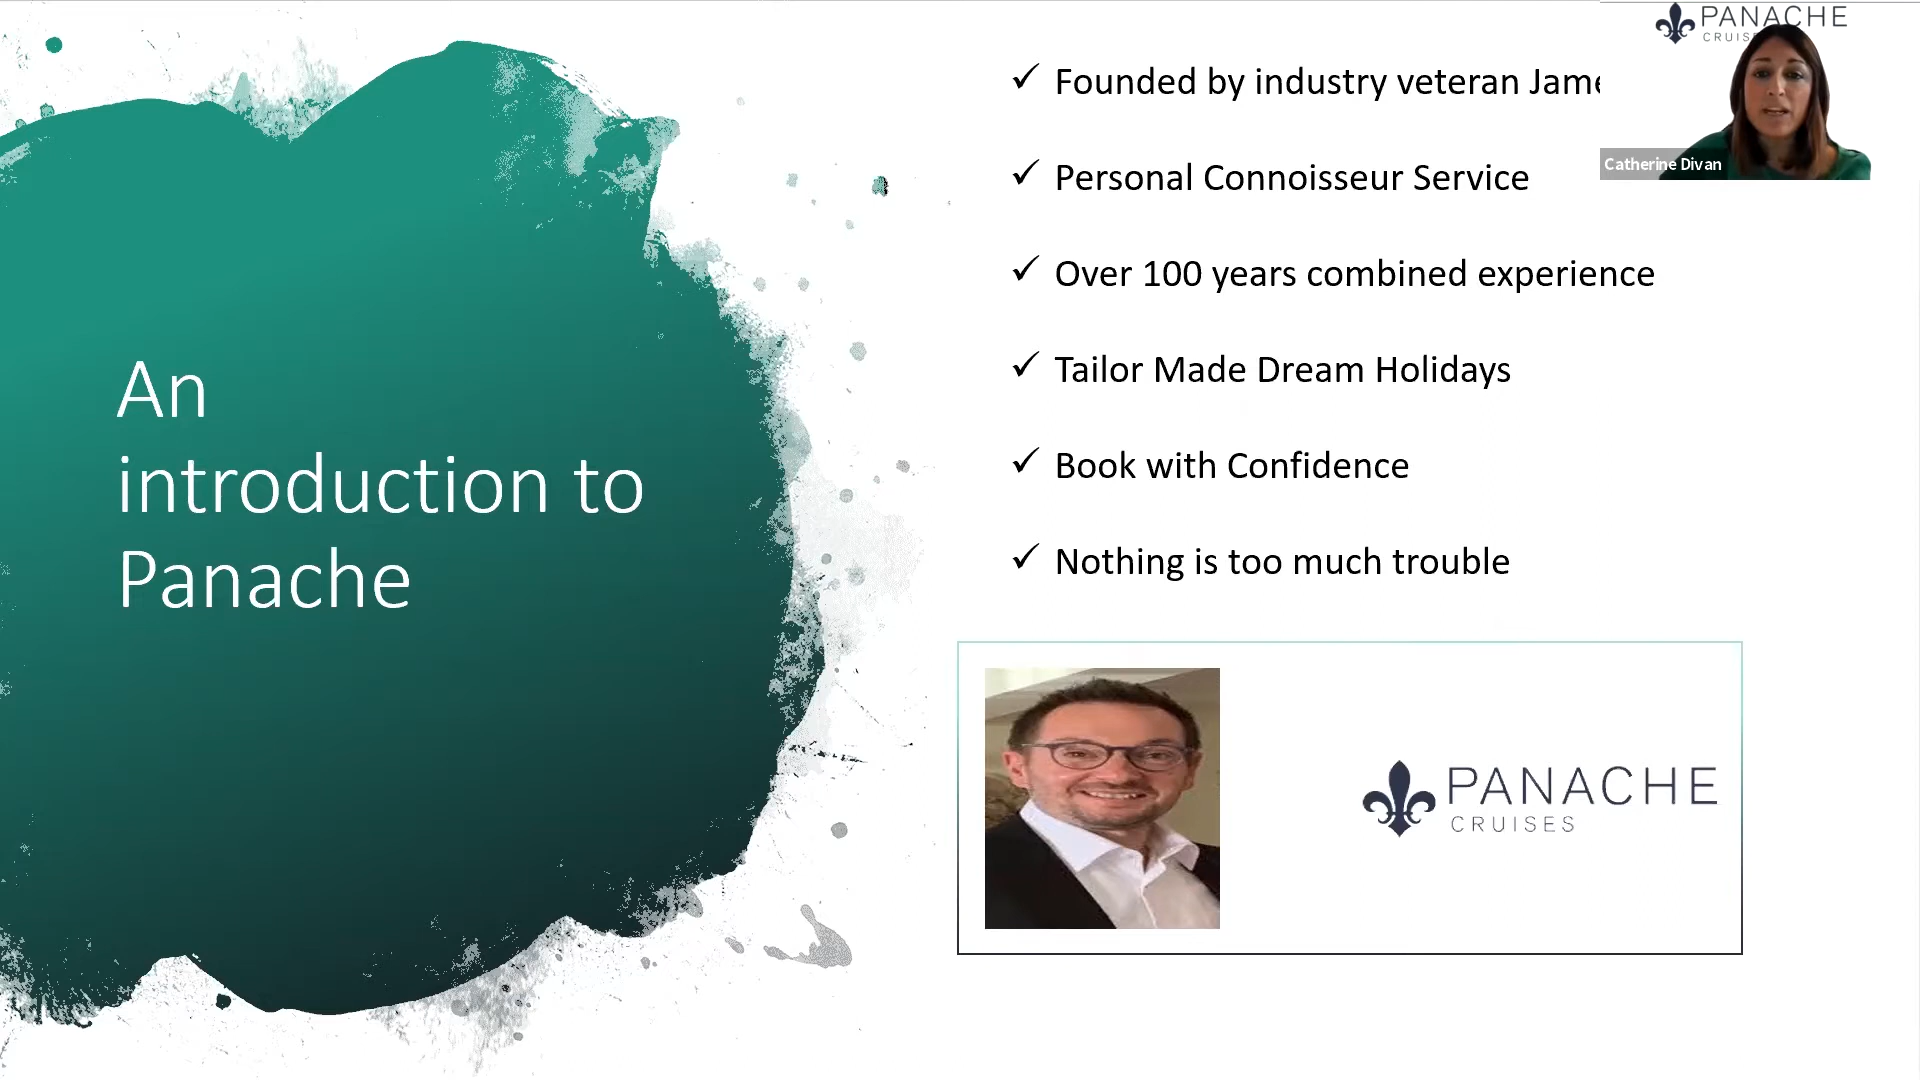 An
introduction to
Panache
PANACHE
Founded by industry veteran
Catherine Divan
Personal Connoisseur Service
Over 100 years combined experience
Tailor Made Dream Holidays
Book with Confidence
Nothing is too much trouble
PANACHE
CRUISES